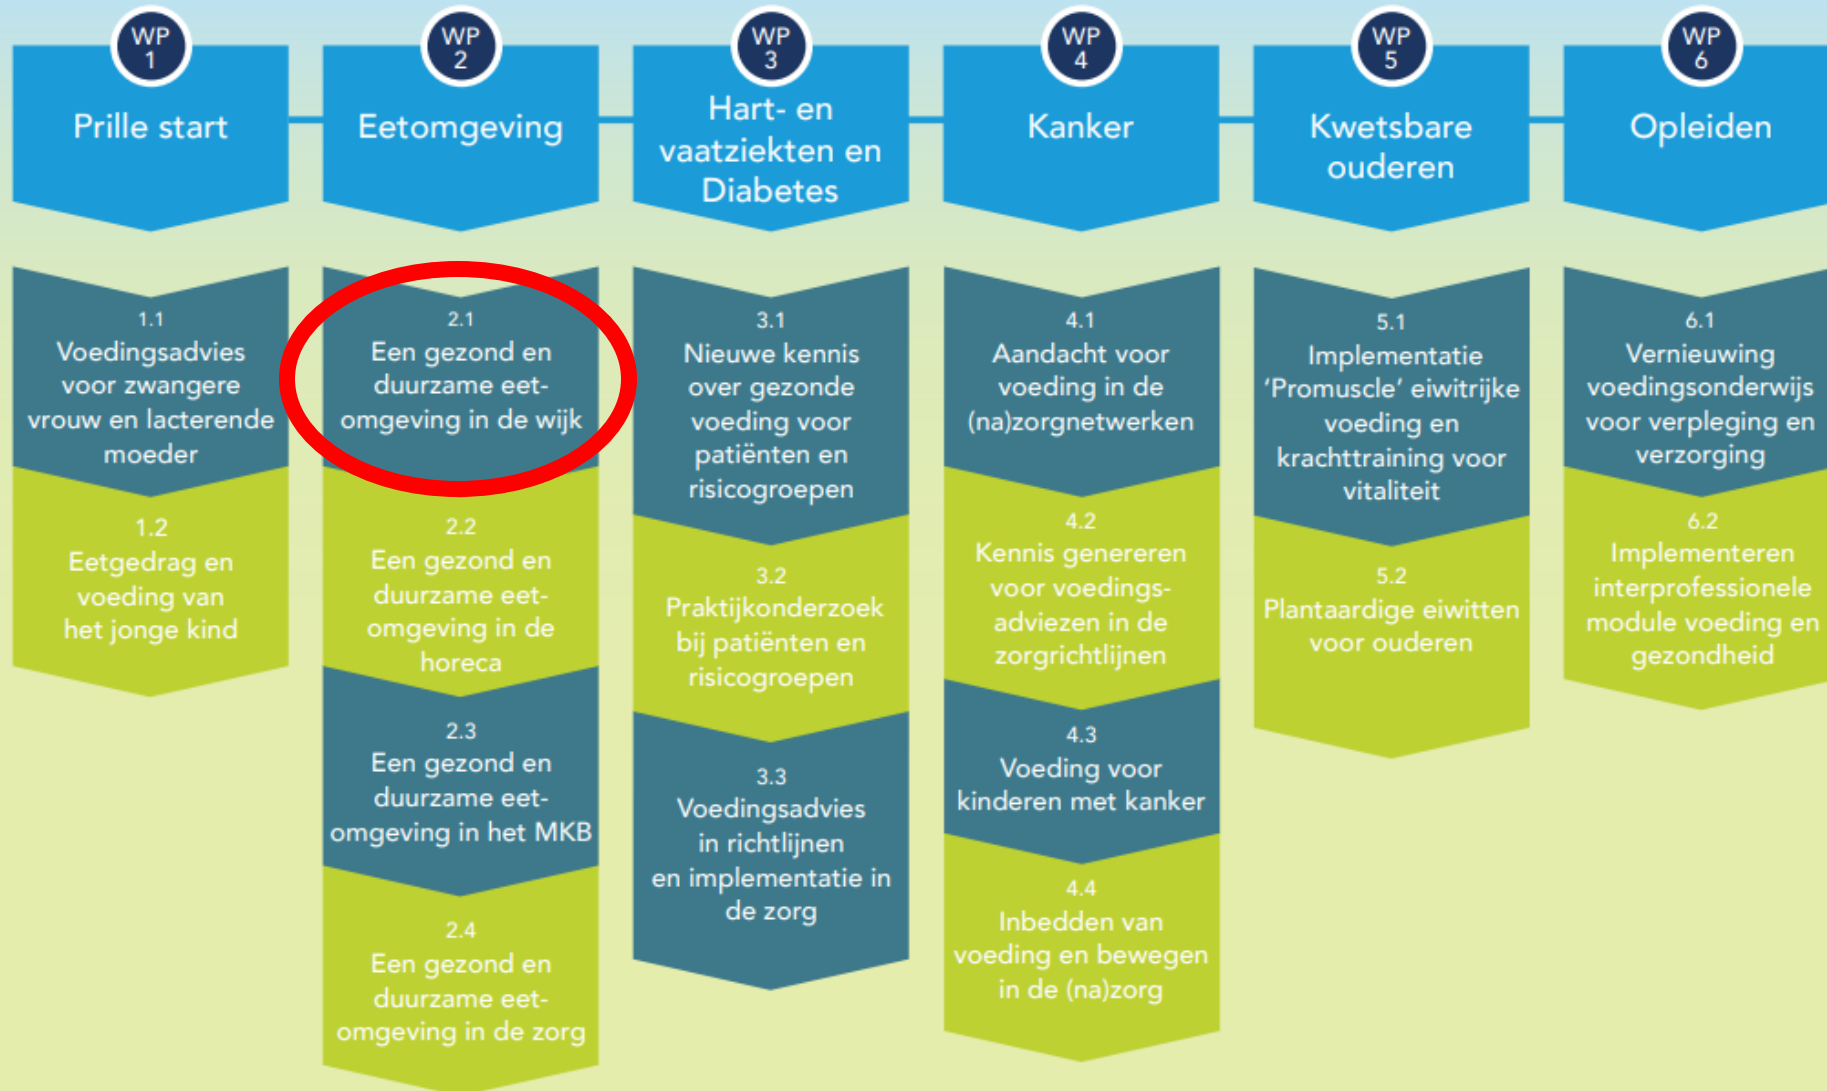 WP
1
Prille start
1.1
Voedingsadvies
voor zwangere
vrouw en lacterende
moeder
1.2
Eetgedrag en
voeding van
het jonge kind
WP
2
Eetomgeving
2.1
Een gezond en
duurzame eet-
omgeving in de wijk
2.2
Een gezond en
duurzame eet-
omgeving in de
horeca
2.3
Een gezond en
duurzame eet-
omgeving in het MKB
2.4
Een gezond en
duurzame eet-
omgeving in de zorg
WP
3
Hart- en
vaatziekten en
Diabetes
3.1
Nieuwe kennis
over gezonde
voeding voor
patiënten en
risicogroepen
3.2
Praktijkonderzoek
bij patiënten en
risicogroepen
3.3
Voedingsadvies
in richtlijnen
en implementatie in
de zorg
WP
4
Kanker
4.1
Aandacht voor
voeding in de
(na)zorgnetwerken
4.2
Kennis genereren
voor voedings-
adviezen in de
zorgrichtlijnen
4.3
Voeding voor
kinderen met kanker
4.4
Inbedden van
voeding en bewegen
in de (na)zorg
WP
5
Kwetsbare
ouderen
5.1
Implementatie
‘Promuscle’ eiwitrijke
voeding en
krachttraining voor
vitaliteit
5.2
Plantaardige eiwitten
voor ouderen
WP
6
Opleiden
6.1
Vernieuwing
voedingsonderwijs
voor verpleging en
verzorging
6.2
Implementeren
interprofessionele
module voeding en
gezondheid